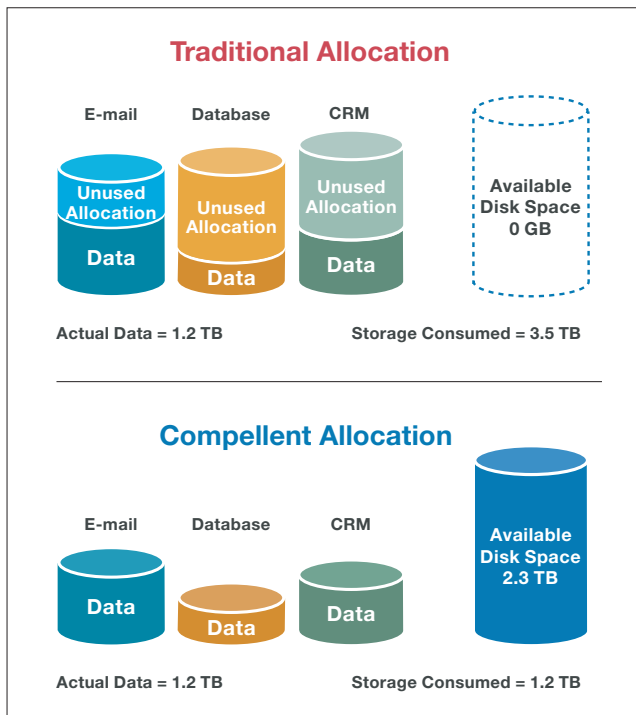 Traditional Allocation
E-mail Database CRM
Unused
Allocation
Data
Unused
Allocation
Data
Unused
Allocation
Data
Available
Disk Space
0 GB
Actual Data = 1.2 TB Storage Consumed = 3.5 TB
Compellent Allocation
E-mail Database CRM
Data
Data
Data
Available
Disk Space
2.3 TB
Actual Data = 1.2 TB Storage Consumed = 1.2 TB